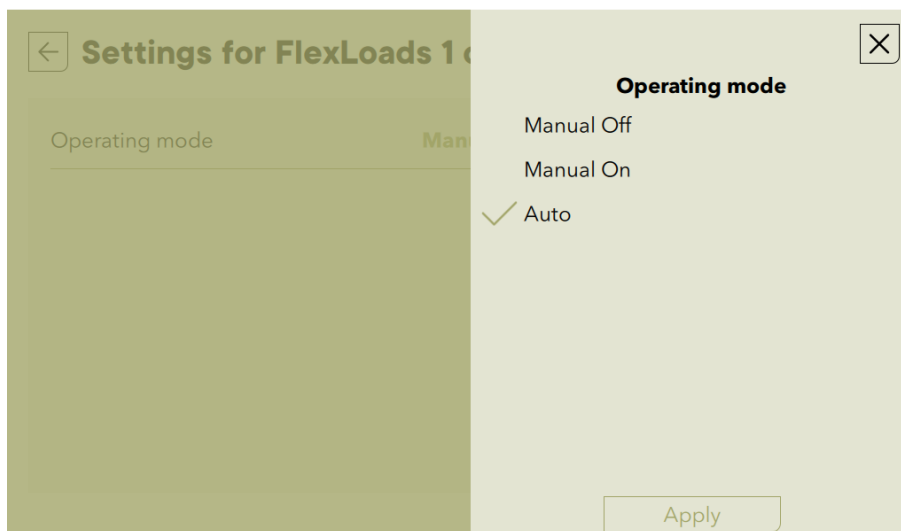 Settings for FlexLoads 1
Operating mode
Operating mode
Manual Off
Manual On
Auto
Apply